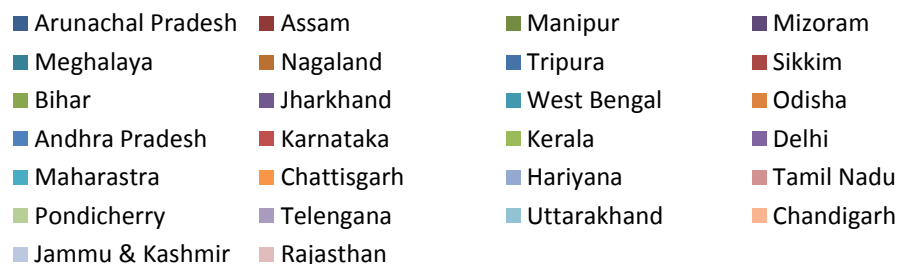 Arunachal Pradesh Assam Manipur Mizoram
Meghalaya Nagaland Tripura Sikkim
Bihar Jharkhand West Bengal Odisha
Andhra Pradesh Karnataka Kerala Delhi
Maharastra Chattisgarh Hariyana Tamil Nadu
Pondicherry Telengana Uttarakhand Chandigarh
Jammu & Kashmir Rajasthan